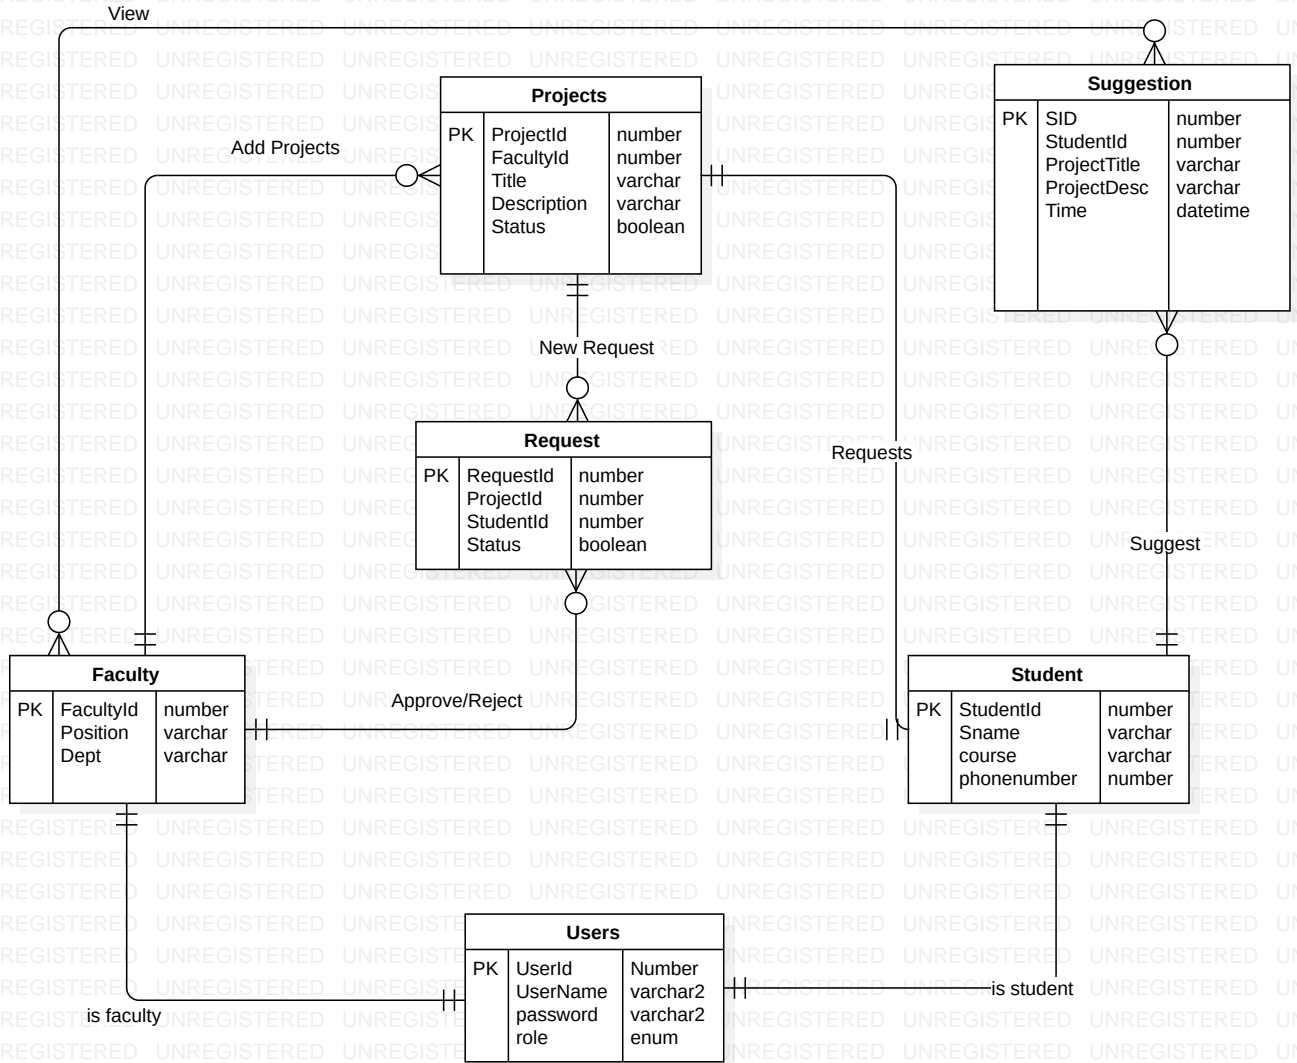 View
Projects
PK ProjectId number
FacultyId number
Title varchar
Description varchar
Status boolean
Suggestion
PK SID number
StudentId number
ProjectTitle varchar
ProjectDesc varchar
Time datetime
Add Projects
New Request
Request
PK RequestId number
ProjectId number
StudentId number
Status boolean
Requests
Suggest
Faculty
PK FacultyId number
Position varchar
Dept varchar
Approve/Reject
Student
PK StudentId number
Sname varchar
course varchar
phonenumber number
Users
PK UserId Number
UserName varchar2
password varchar2
role enum
is faculty
is student
UNREGISTERED